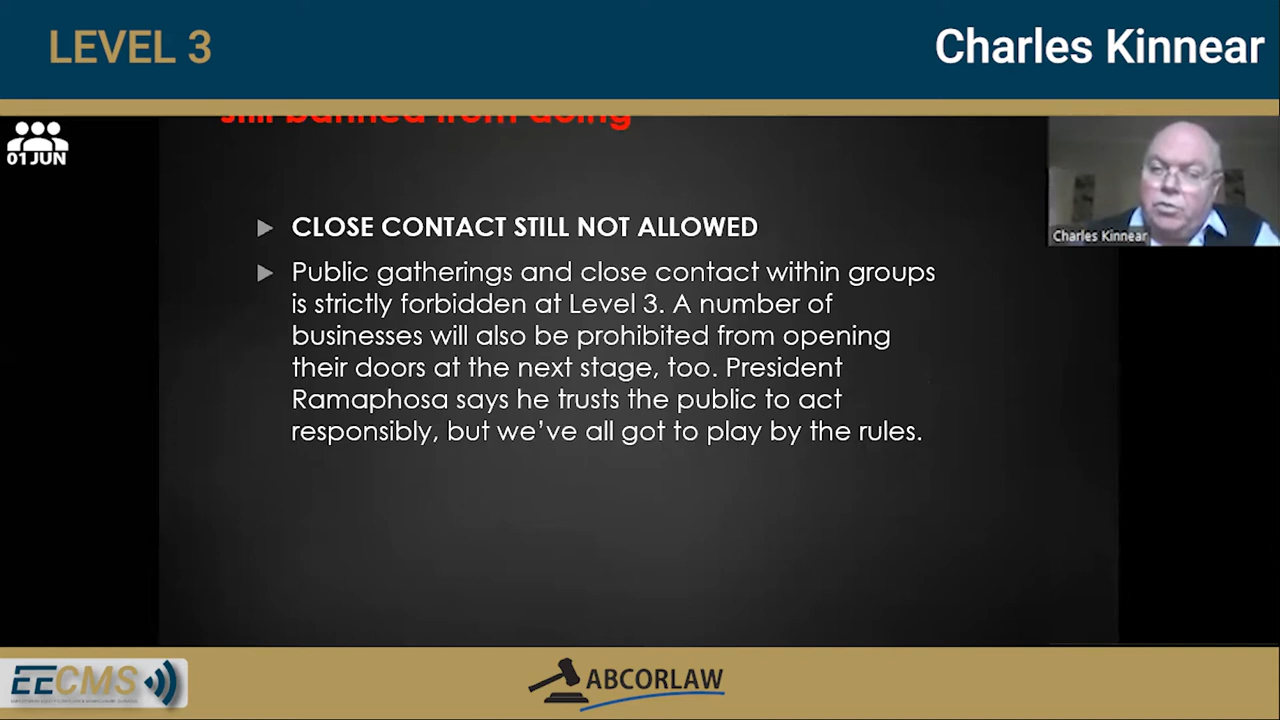 LEVEL 3
Charles Kinnear
still banned from doing
01 JUN
CLOSE CONTACT STILL NOT ALLOWED
Public gatherings and close contact within groups
is strictly forbidden at Level 3. A number of
businesses will also be prohibited from opening
their doors at the next stage, too. President
Ramaphosa says he trusts the public to act
responsibly, but we've all got to play by the rules.
Charles Kinnear
EECMS
ABCORLAW